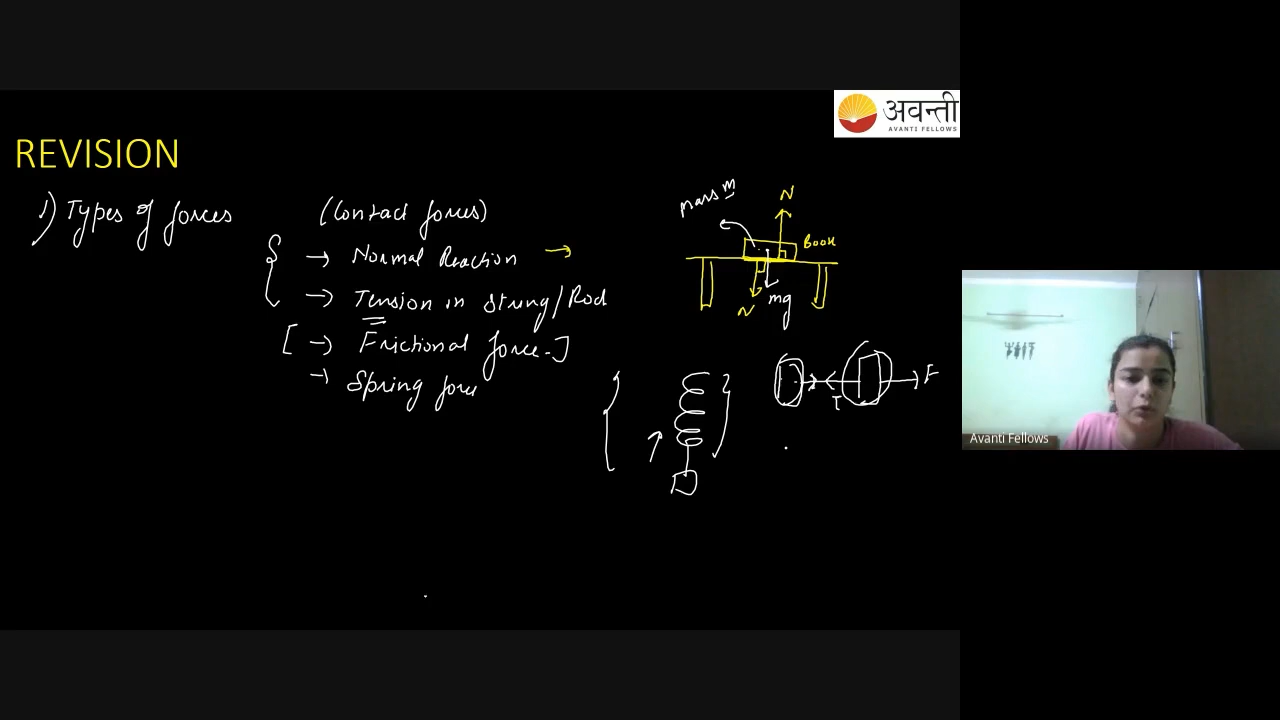 अवन्ती
AVANTI FELLOWS
REVISION
1) Types of forces
(Contact forces)
→ Normal Reaction →
→ Tension in string/Rod
[→ Frictional force-]
→ Spring force
mass m
N
Book
N
mg
T
F
Avanti Fellows